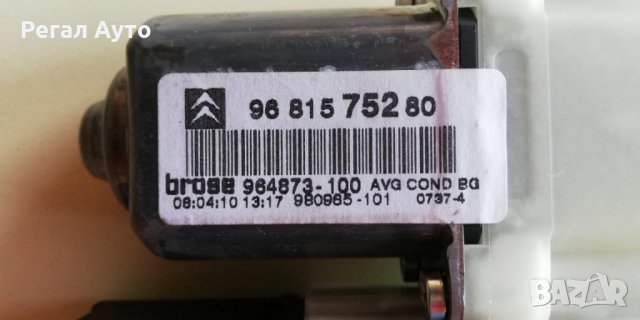 Регал Ауто
96 815 752 80
brose 964873-100 AVG COND BG
08:04:10 13:17 980965-101 0737-4
BAZAR